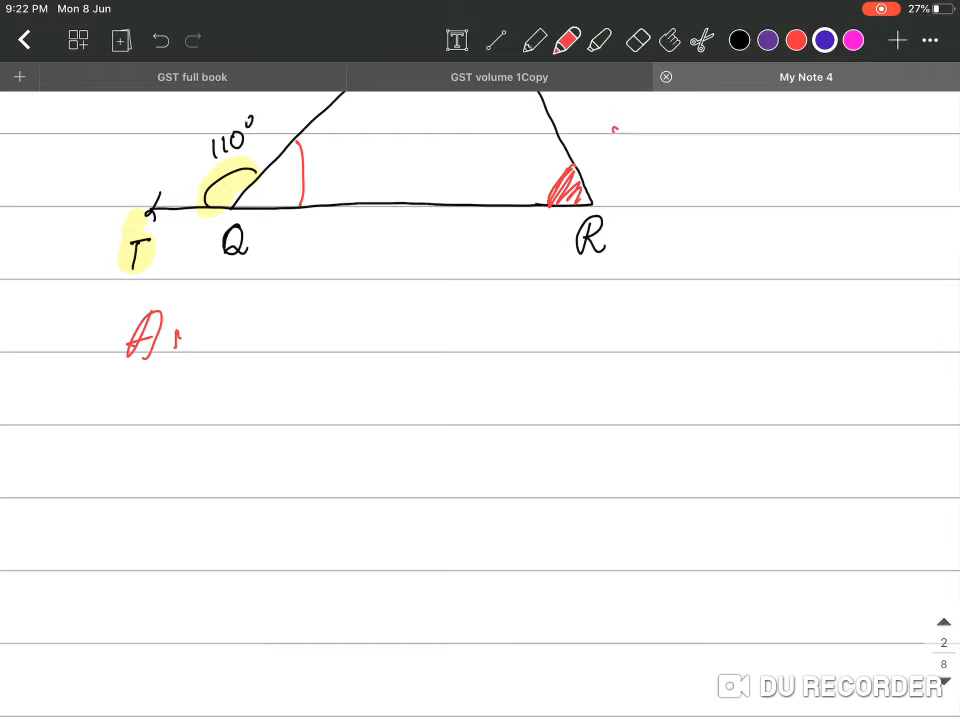 9:22 PM Mon 8 Jun 27%
T
GST full book GST volume 1Copy My Note 4
110°
T Q R
A
2
8
DU RECORDER